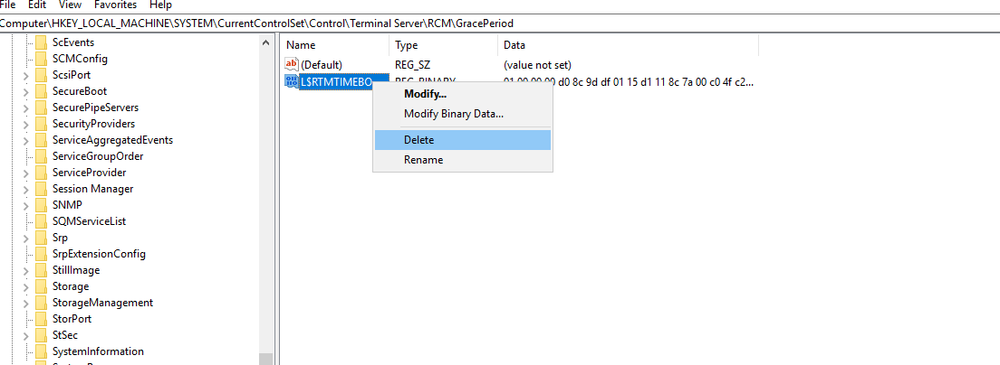 File Edit View Favorites Help
Computer\HKEY_LOCAL_MACHINE\SYSTEM\CurrentControlSet\Control\Terminal Server\RCM\GracePeriod
ScEvents
SCMConfig
ScsiPort
SecureBoot
SecurePipeServers
SecurityProviders
ServiceAggregatedEvents
ServiceGroupOrder
ServiceProvider
Session Manager
SNMP
SQMServiceList
Srp
SrpExtensionConfig
StillImage
Storage
StorageManagement
StorPort
StSec
SystemInformation
Name Type Data
(Default) REG_SZ (value not set)
L$RTMTIMEBO... REG_BINARY 01 00 00 00 d0 8c 9d df 01 15 d1 11 8c 7a 00 c0 4f c2...
Modify...
Modify Binary Data...
Delete
Rename